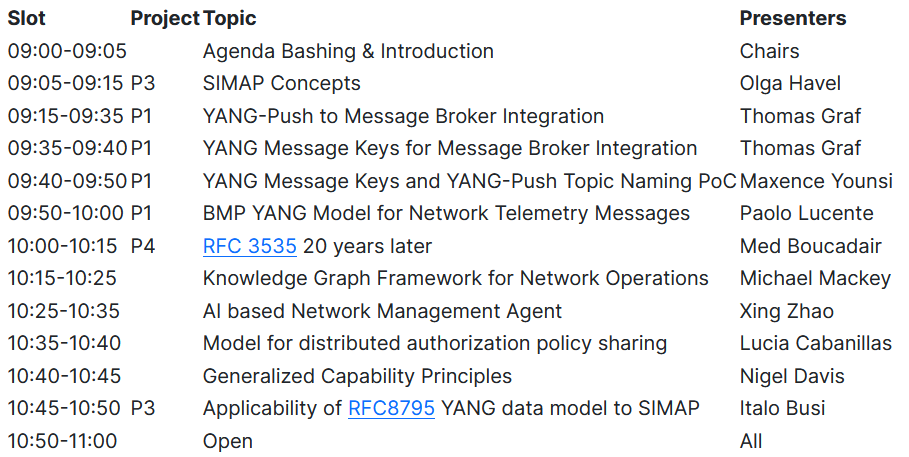 Slot Project Topic Presenters
09:00-09:05 Agenda Bashing & Introduction Chairs
09:05-09:15 P3 SIMAP Concepts Olga Havel
09:15-09:35 P1 YANG-Push to Message Broker Integration Thomas Graf
09:35-09:40 P1 YANG Message Keys for Message Broker Integration Thomas Graf
09:40-09:50 P1 YANG Message Keys and YANG-Push Topic Naming PoC Maxence Younsi
09:50-10:00 P1 BMP YANG Model for Network Telemetry Messages Paolo Lucente
10:00-10:15 P4 RFC 3535 20 years later Med Boucadair
10:15-10:25 Knowledge Graph Framework for Network Operations Michael Mackey
10:25-10:35 AI based Network Management Agent Xing Zhao
10:35-10:40 Model for distributed authorization policy sharing Lucia Cabanillas
10:40-10:45 Generalized Capability Principles Nigel Davis
10:45-10:50 P3 Applicability of RFC8795 YANG data model to SIMAP Italo Busi
10:50-11:00 Open All